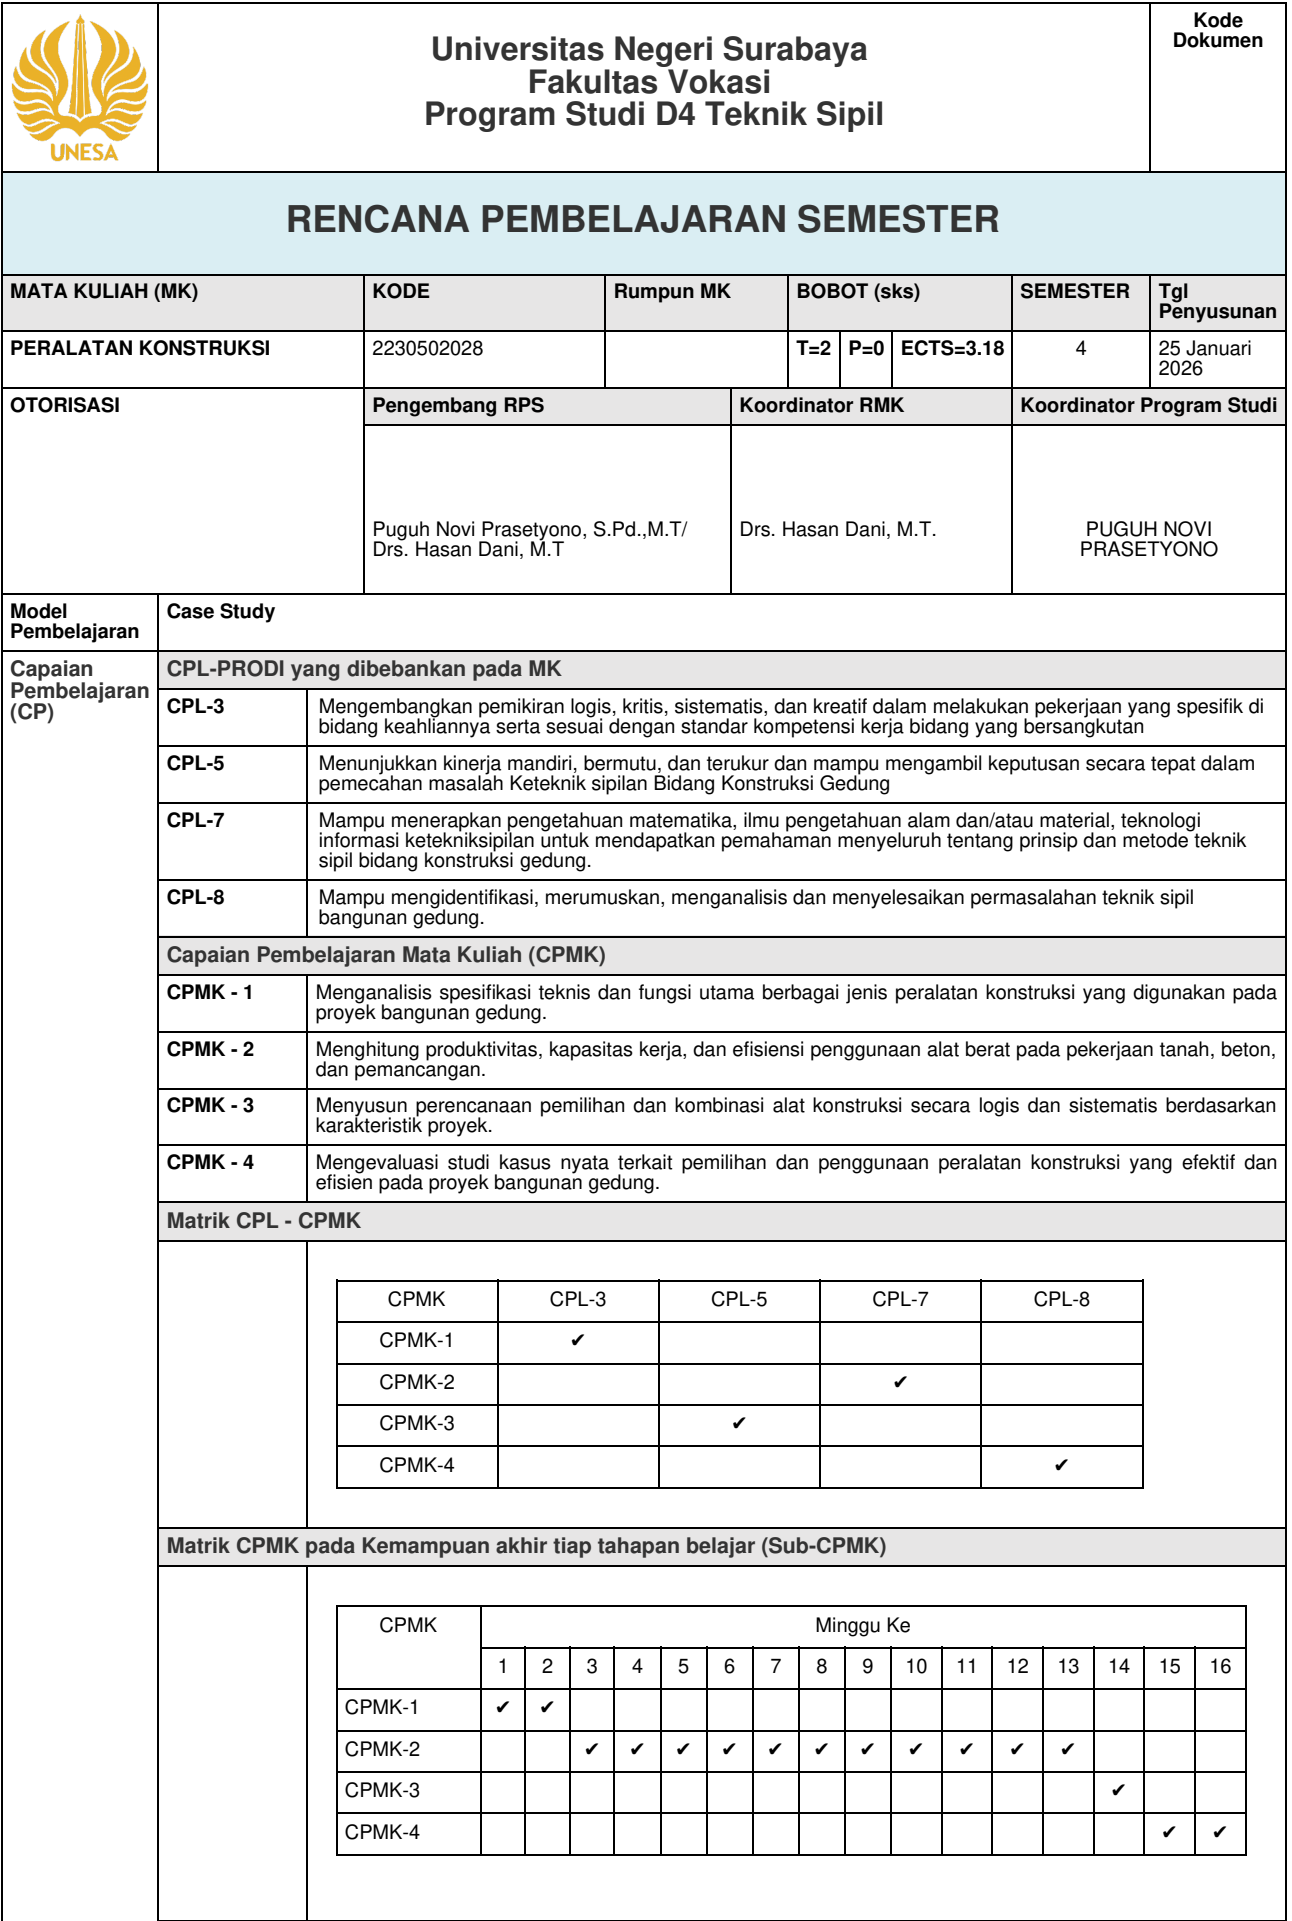 UNESA
Universitas Negeri Surabaya
Fakultas Vokasi
Program Studi D4 Teknik Sipil
Kode
Dokumen
RENCANA PEMBELAJARAN SEMESTER
MATA KULIAH (MK) KODE Rumpun MK BOBOT (sks) SEMESTER Tgl
Penyusunan
PERALATAN KONSTRUKSI 2230502028 T=2 P=0 ECTS=3.18 4 25 Januari
2026
OTORISASI Pengembang RPS Koordinator RMK Koordinator Program Studi
Puguh Novi Prasetyono, S.Pd.,M.T/
Drs. Hasan Dani, M.T
Drs. Hasan Dani, M.T.
PUGUH NOVI
PRASETYONO
Model
Pembelajaran
Case Study
Capaian
Pembelajaran
(CP)
CPL-PRODI yang dibebankan pada MK
CPL-3 Mengembangkan pemikiran logis, kritis, sistematis, dan kreatif dalam melakukan pekerjaan yang spesifik di
bidang keahliannya serta sesuai dengan standar kompetensi kerja bidang yang bersangkutan
CPL-5 Menunjukkan kinerja mandiri, bermutu, dan terukur dan mampu mengambil keputusan secara tepat dalam
pemecahan masalah Keteknik sipilan Bidang Konstruksi Gedung
CPL-7 Mampu menerapkan pengetahuan matematika, ilmu pengetahuan alam dan/atau material, teknologi
informasi ketekniksipilan untuk mendapatkan pemahaman menyeluruh tentang prinsip dan metode teknik
sipil bidang konstruksi gedung.
CPL-8 Mampu mengidentifikasi, merumuskan, menganalisis dan menyelesaikan permasalahan teknik sipil
bangunan gedung.
Capaian Pembelajaran Mata Kuliah (CPMK)
CPMK - 1 Menganalisis spesifikasi teknis dan fungsi utama berbagai jenis peralatan konstruksi yang digunakan pada
proyek bangunan gedung.
CPMK - 2 Menghitung produktivitas, kapasitas kerja, dan efisiensi penggunaan alat berat pada pekerjaan tanah, beton,
dan pemancangan.
CPMK - 3 Menyusun perencanaan pemilihan dan kombinasi alat konstruksi secara logis dan sistematis berdasarkan
karakteristik proyek.
CPMK - 4 Mengevaluasi studi kasus nyata terkait pemilihan dan penggunaan peralatan konstruksi yang efektif dan
efisien pada proyek bangunan gedung.
Matrik CPL - CPMK
CPMK CPL-3 CPL-5 CPL-7 CPL-8
CPMK-1 ✔
CPMK-2 ✔
CPMK-3 ✔
CPMK-4 ✔
Matrik CPMK pada Kemampuan akhir tiap tahapan belajar (Sub-CPMK)
CPMK Minggu Ke
1 2 3 4 5 6 7 8 9 10 11 12 13 14 15 16
CPMK-1 ✔ ✔
CPMK-2 ✔ ✔ ✔ ✔ ✔ ✔ ✔ ✔ ✔ ✔ ✔
CPMK-3 ✔
CPMK-4 ✔ ✔